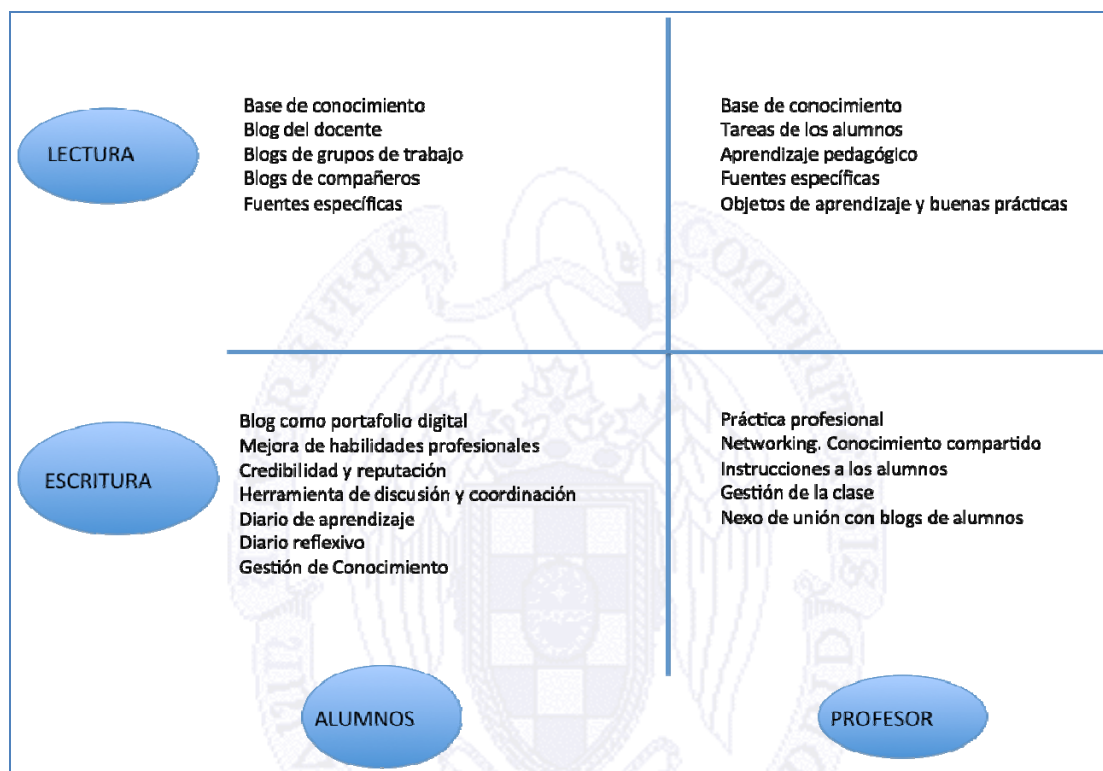 LECTURA
Base de conocimiento
Blog del docente
Blogs de grupos de trabajo
Blogs de compañeros
Fuentes específicas
Base de conocimiento
Tareas de los alumnos
Aprendizaje pedagógico
Fuentes específicas
Objetos de aprendizaje y buenas prácticas
ESCRITURA
Blog como portafolio digital
Mejora de habilidades profesionales
Credibilidad y reputación
Herramienta de discusión y coordinación
Diario de aprendizaje
Diario reflexivo
Gestión de Conocimiento
Práctica profesional
Networking. Conocimiento compartido
Instrucciones a los alumnos
Gestión de la clase
Nexo de unión con blogs de alumnos
ALUMNOS
PROFESOR